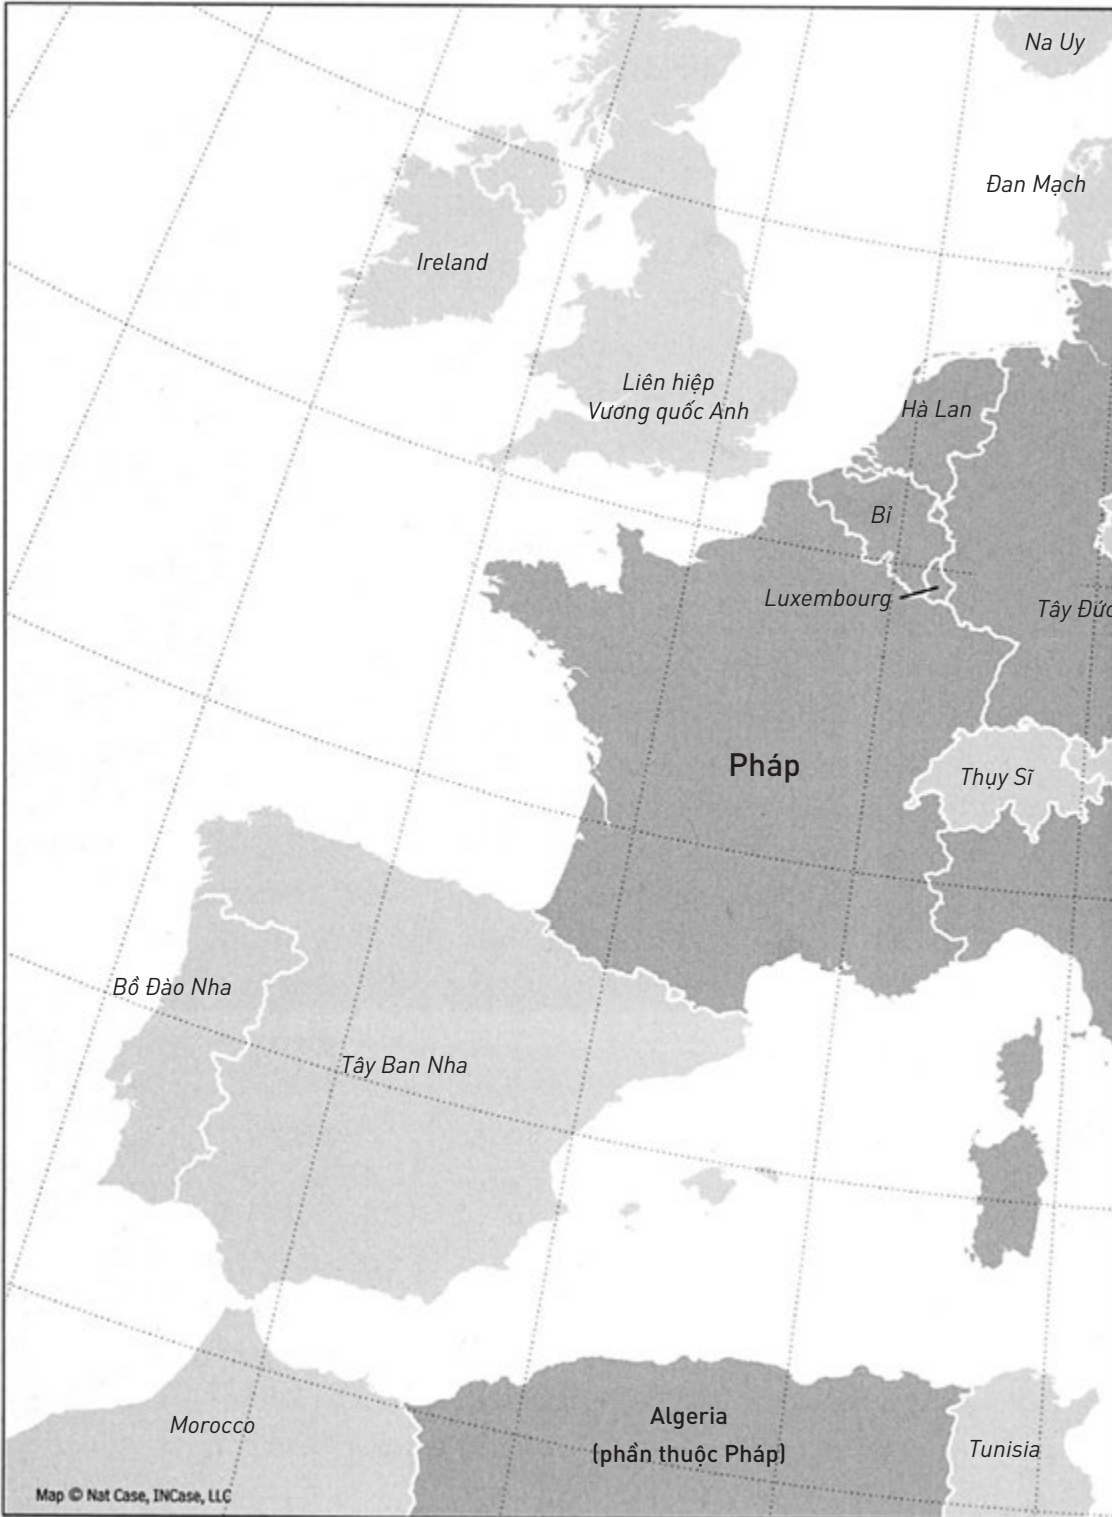 Na Uy
Đan Mạch
Ireland
Liên hiệp
Vương quốc Anh
Hà Lan
Bỉ
Luxembourg
Tây Đức
Pháp
Thụy Sĩ
Bồ Đào Nha
Tây Ban Nha
Morocco
Algeria
(phần thuộc Pháp)
Tunisia
Map © Nat Case, INCase, LLC